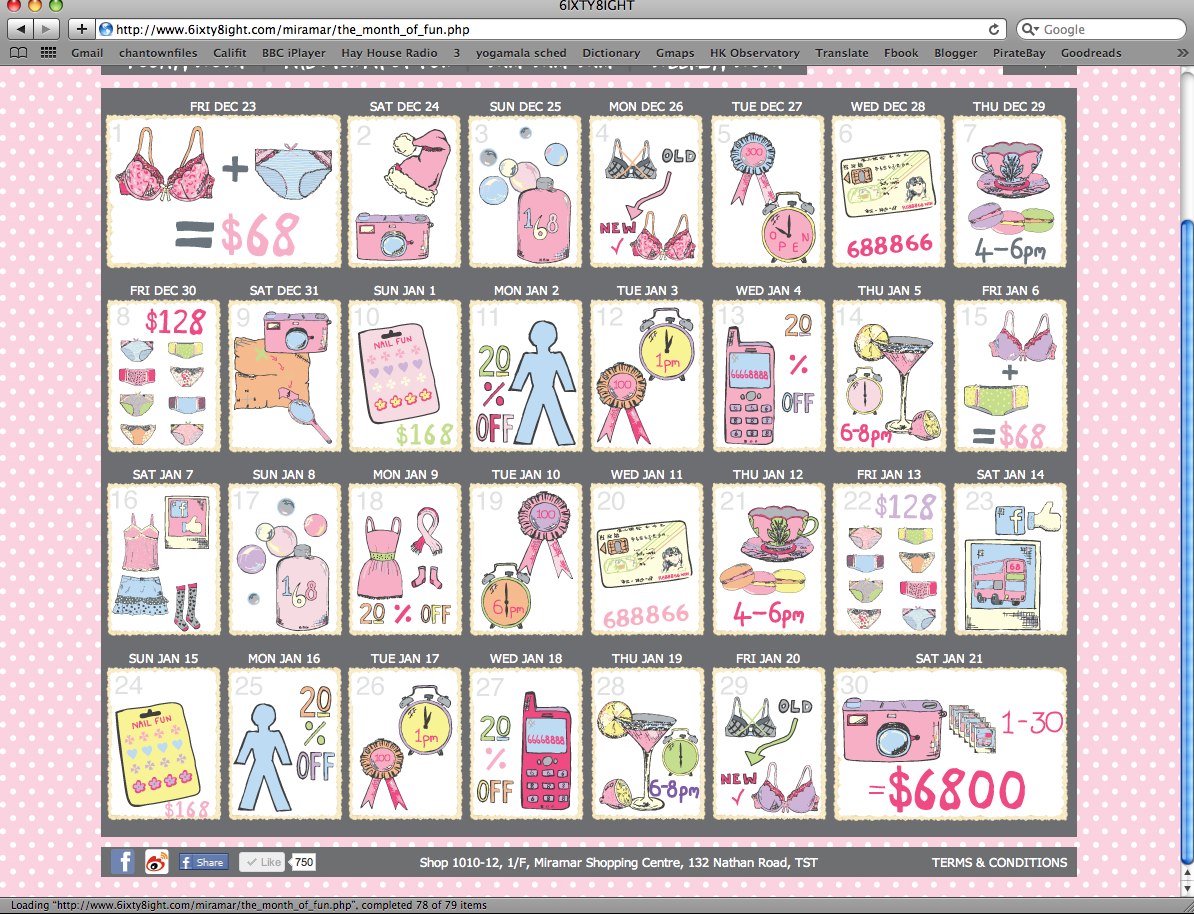 6IXTY8IGHT
http://www.6ixty8ight.com/miramar/the_month_of_fun.php
Google
Gmail chantownfiles Califit BBC iPlayer Hay House Radio 3 yogamala sched Dictionary Gmaps HK Observatory Translate Fbook Blogger PirateBay Goodreads
FRI DEC 23 SAT DEC 24 SUN DEC 25 MON DEC 26 TUE DEC 27 WED DEC 28 THU DEC 29
1 + = $68
2
3 168
4 OLD NEW
5 300 OPEN
6 688866
7 4-6pm
FRI DEC 30 SAT DEC 31 SUN JAN 1 MON JAN 2 TUE JAN 3 WED JAN 4 THU JAN 5 FRI JAN 6
8 $128
9
10 NAIL FUN $168
11 20 % OFF
12 1pm 100
13 20 % OFF 66668888
14 6-8pm
15 + = $68
SAT JAN 7 SUN JAN 8 MON JAN 9 TUE JAN 10 WED JAN 11 THU JAN 12 FRI JAN 13 SAT JAN 14
16 f
17 168
18 20 % OFF
19 100 6pm
20 688866
21 4-6pm
22 $128
23 f 68
SUN JAN 15 MON JAN 16 TUE JAN 17 WED JAN 18 THU JAN 19 FRI JAN 20 SAT JAN 21
24 NAIL FUN $168
25 20 % OFF
26 1pm 100
27 20 % OFF 66668888
28 6-8pm
29 OLD NEW
30 1-30 =$6800
f f Share Like 750 Shop 1010-12, 1/F, Miramar Shopping Centre, 132 Nathan Road, TST TERMS & CONDITIONS
Loading "http://www.6ixty8ight.com/miramar/the_month_of_fun.php", completed 78 of 79 items